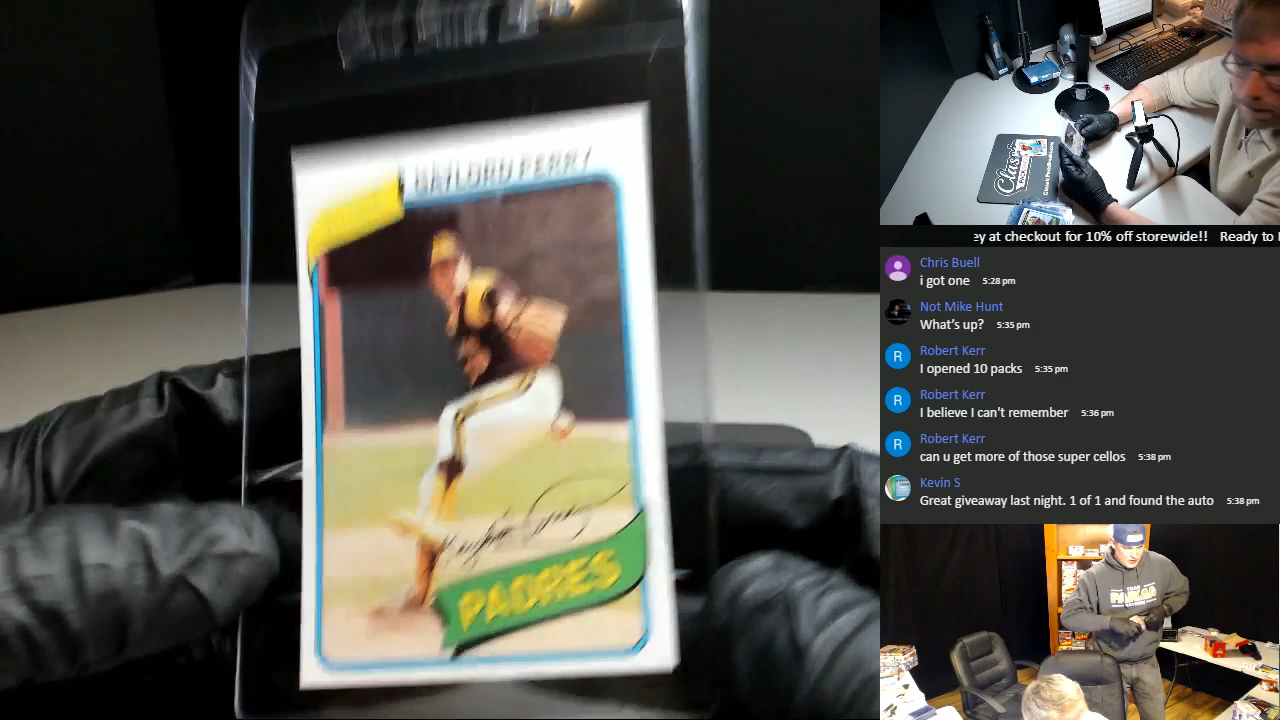 GAYLORD PERRY
PADRES
Classic
ey at checkout for 10% off storewide!! Ready to
Chris Buell
i got one 5:28 pm
Not Mike Hunt
What's up? 5:35 pm
R
Robert Kerr
I opened 10 packs 5:35 pm
R
Robert Kerr
I believe I can't remember 5:36 pm
R
Robert Kerr
can u get more of those super cellos 5:38 pm
Kevin S
Great giveaway last night. 1 of 1 and found the auto 5:38 pm